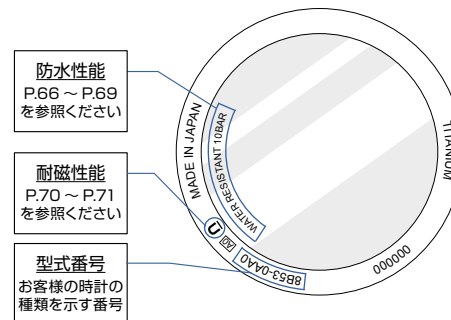 防水性能
P.66 ~ P.69
を参照ください
耐磁性能
P.70 ~ P.71
を参照ください
型式番号
お客様の時計の
種類を示す番号
MADE IN JAPAN
WATER RESISTANT 10BAR
8B53-0AA0
000000
TITANIUM